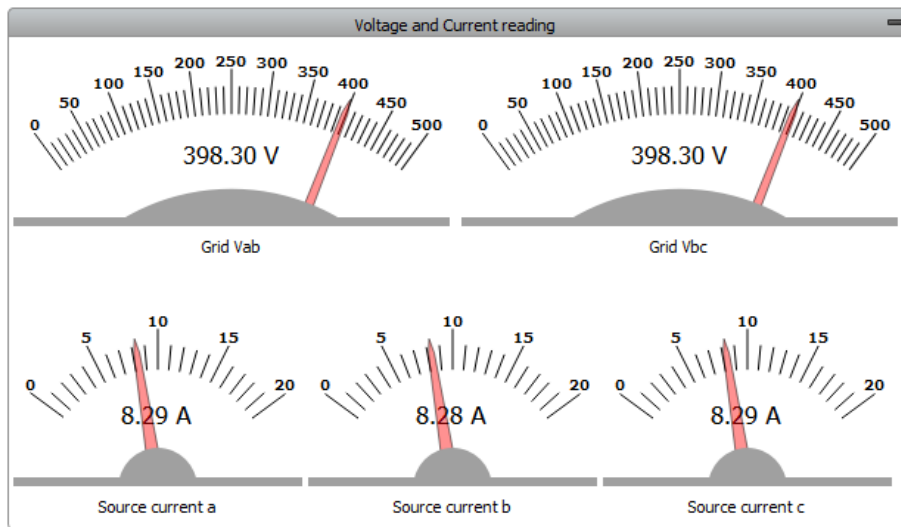 Voltage and Current reading
0 50 100 150 200 250 300 350 400 450 500
398.30 V
Grid Vab
0 50 100 150 200 250 300 350 400 450 500
398.30 V
Grid Vbc
0 5 10 15 20
8.29 A
Source current a
0 5 10 15 20
8.28 A
Source current b
0 5 10 15 20
8.29 A
Source current c